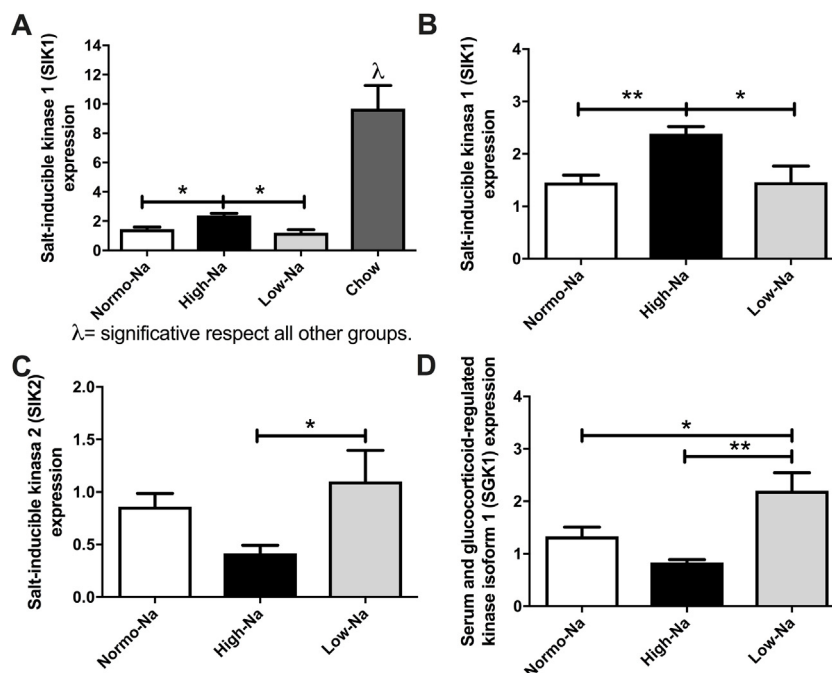 A
Salt-inducible kinase 1 (SIK1)
expression
14
12
10
8
6
4
2
0
*
*
λ
Normo-Na
High-Na
Low-Na
Chow
λ= significative respect all other groups.
B
Salt-inducible kinasa 1 (SIK1)
expression
4
3
2
1
0
**
*
Normo-Na
High-Na
Low-Na
C
Salt-inducible kinasa 2 (SIK2)
expression
2.0
1.5
1.0
0.5
0.0
*
Normo-Na
High-Na
Low-Na
D
Serum and glucocorticoid-regulated
kinase isoform 1 (SGK1) expression
4
3
2
1
0
*
**
Normo-Na
High-Na
Low-Na